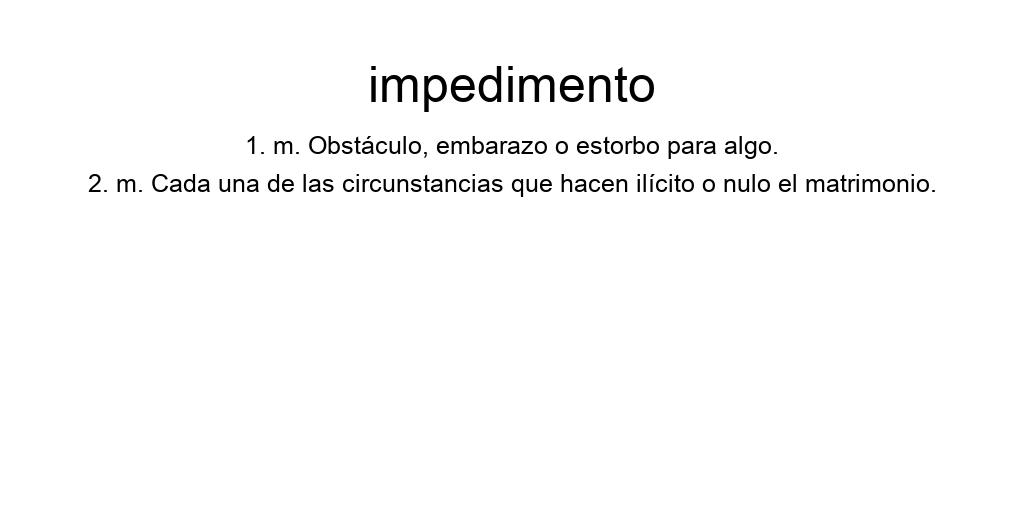 impedimento
1. m. Obstáculo, embarazo o estorbo para algo.
2. m. Cada una de las circunstancias que hacen ilícito o nulo el matrimonio.